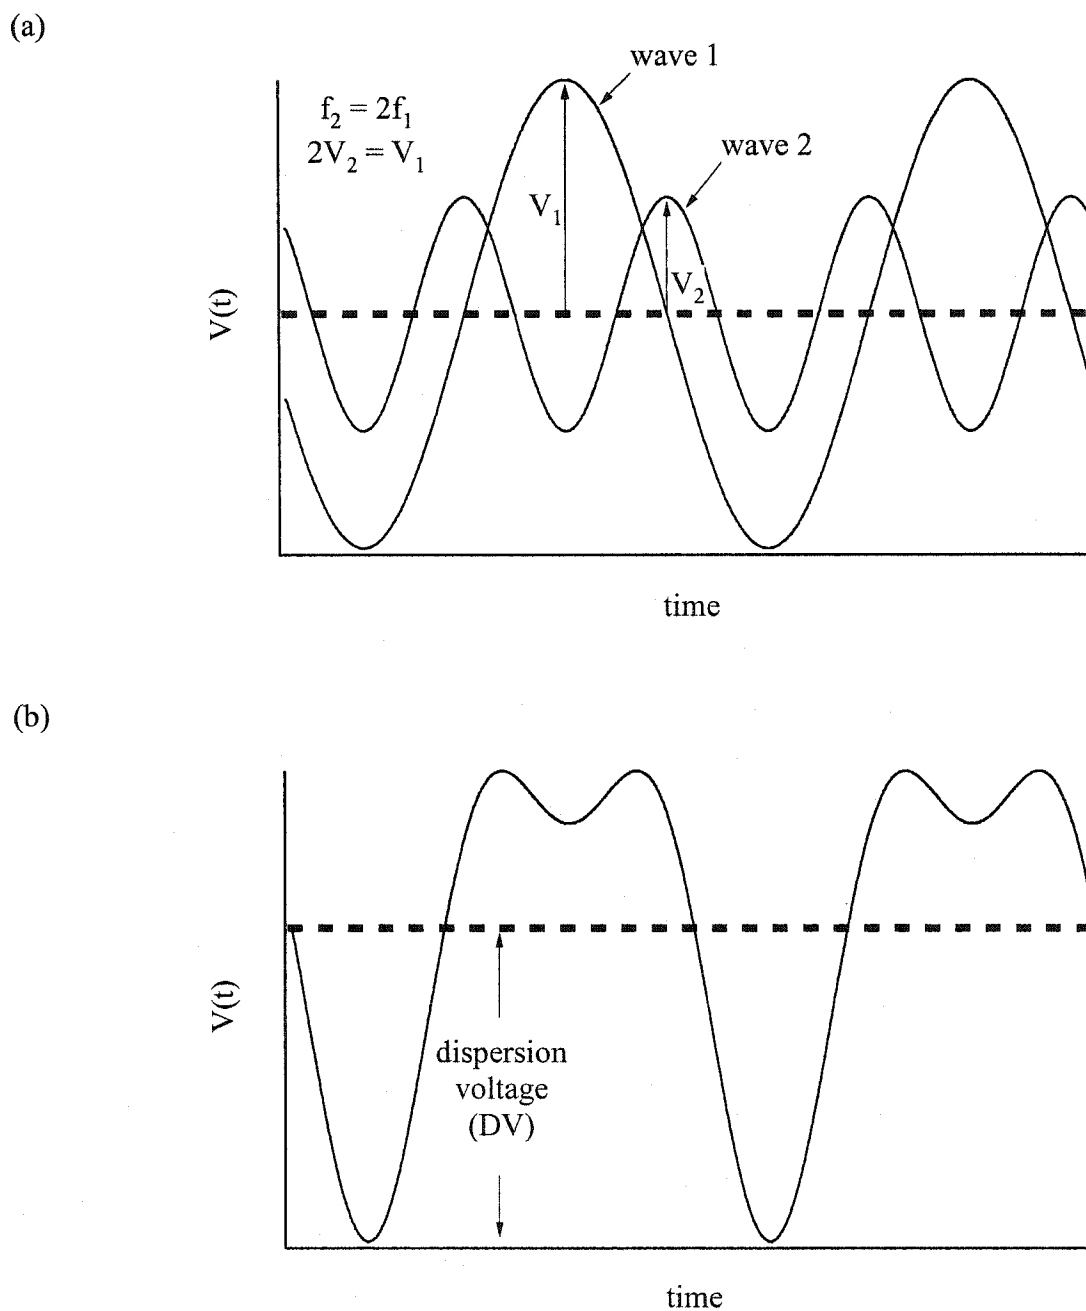 (a)
wave 1
f₂ = 2f₁
2V₂ = V₁
wave 2
V₁
V₂
V(t)
time
(b)
V(t)
dispersion
voltage
(DV)
time